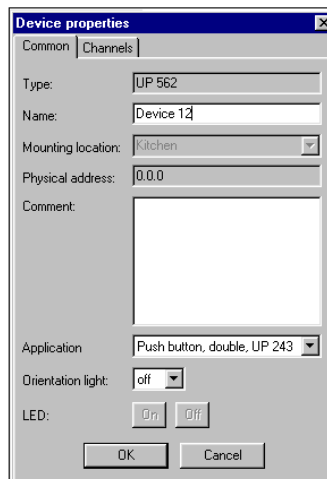 Device properties
Common Channels
Type: UP 562
Name: Device 12
Mounting location: Kitchen
Physical address: 0.0.0
Comment:
Application Push button, double, UP 243
Orientation light: off
LED: On Off
OK Cancel